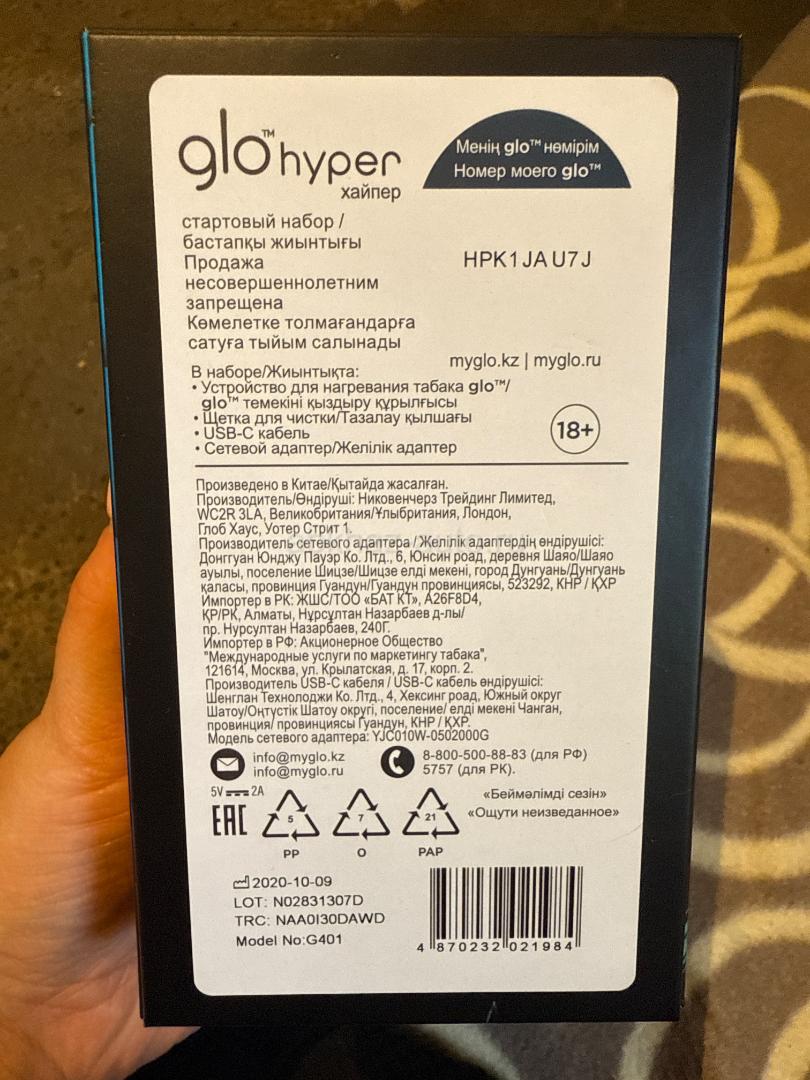 glo™ hyper
хайпер
Менің glo™ нөмірім
Номер моего glo™
стартовый набор /
бастапқы жиынтығы
Продажа
несовершеннолетним
запрещена
Көмелетке толмағандарға
сатуға тыйым салынады
HPK1JAU7J
myglo.kz | myglo.ru
В наборе/Жиынтықта:
• Устройство для нагревания табака glo™/
glo™ темекіні қыздыру құрылғысы
• Щетка для чистки/Тазалау қылшағы
• USB-C кабель
• Сетевой адаптер/Желілік адаптер
18+
Произведено в Китае/Қытайда жасалған.
Производитель/Өндіруші: Никовенчерз Трейдинг Лимитед,
WC2R 3LA, Великобритания/Ұлыбритания, Лондон,
Глоб Хаус, Уотер Стрит 1.
Производитель сетевого адаптера / Желілік адаптердің өндірушісі:
Донггуан Юнджу Пауэр Ко. Лтд., 6, Юнсин роад, деревня Шаяо/Шаяо
ауылы, поселение Шицзе/Шицзе елді мекені, город Дунгуань/Дунгуань
қаласы, провинция Гуандун/Гуандун провинциясы, 523292, КНР / ҚХР
Импортер в РК: ЖШС/ТОО «БАТ КТ», A26F8D4,
ҚР/РК, Алматы, Нұрсұлтан Назарбаев д-лы/
пр. Нурсултан Назарбаев, 240Г.
Импортер в РФ: Акционерное Общество
"Международные услуги по маркетингу табака",
121614, Москва, ул. Крылатская, д. 17, корп. 2.
Производитель USB-C кабеля / USB-C кабель өндірушісі:
Шенглан Технолоджи Ко. Лтд., 4, Хексинг роад, Южный округ
Шатоу/Оңтүстік Шатоу округі, поселение/ елді мекені Чанган,
провинция/ провинциясы Гуандун, КНР / ҚХР.
Модель сетевого адаптера: YJC010W-0502000G
info@myglo.kz
info@myglo.ru
8-800-500-88-83 (для РФ)
5757 (для РК).
5V 2A
EAC
5
PP
7
O
21
PAP
«Беймәлімді сезін»
«Ощути неизведанное»
2020-10-09
LOT: N02831307D
TRC: NAA0I30DAWD
Model No:G401
4 870232 021984